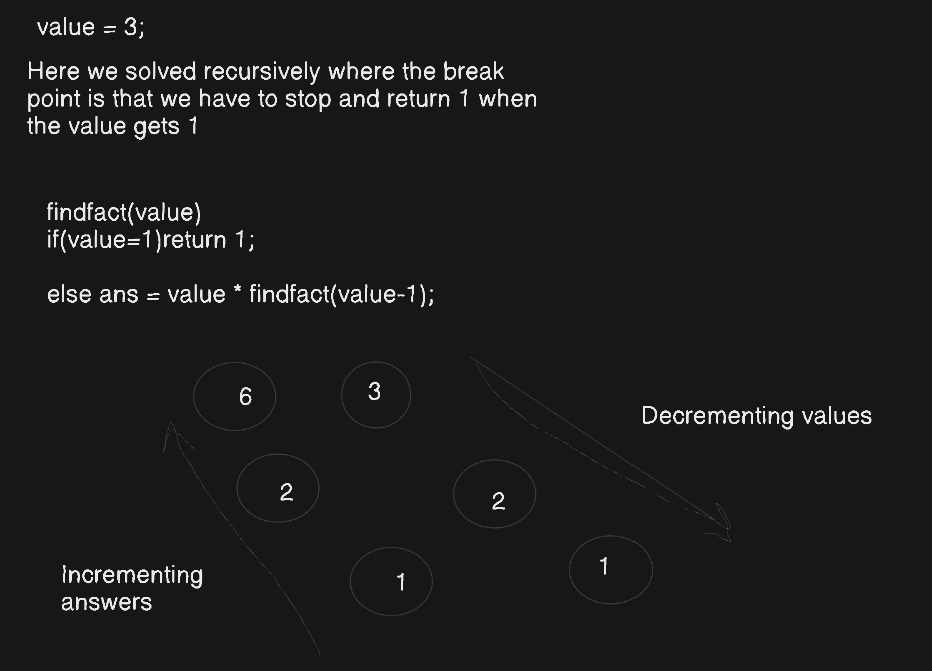 value = 3;
Here we solved recursively where the break
point is that we have to stop and return 1 when
the value gets 1
findfact(value)
if(value=1)return 1;
else ans = value * findfact(value-1);
6
3
Decrementing values
2
2
Incrementing
answers
1
1